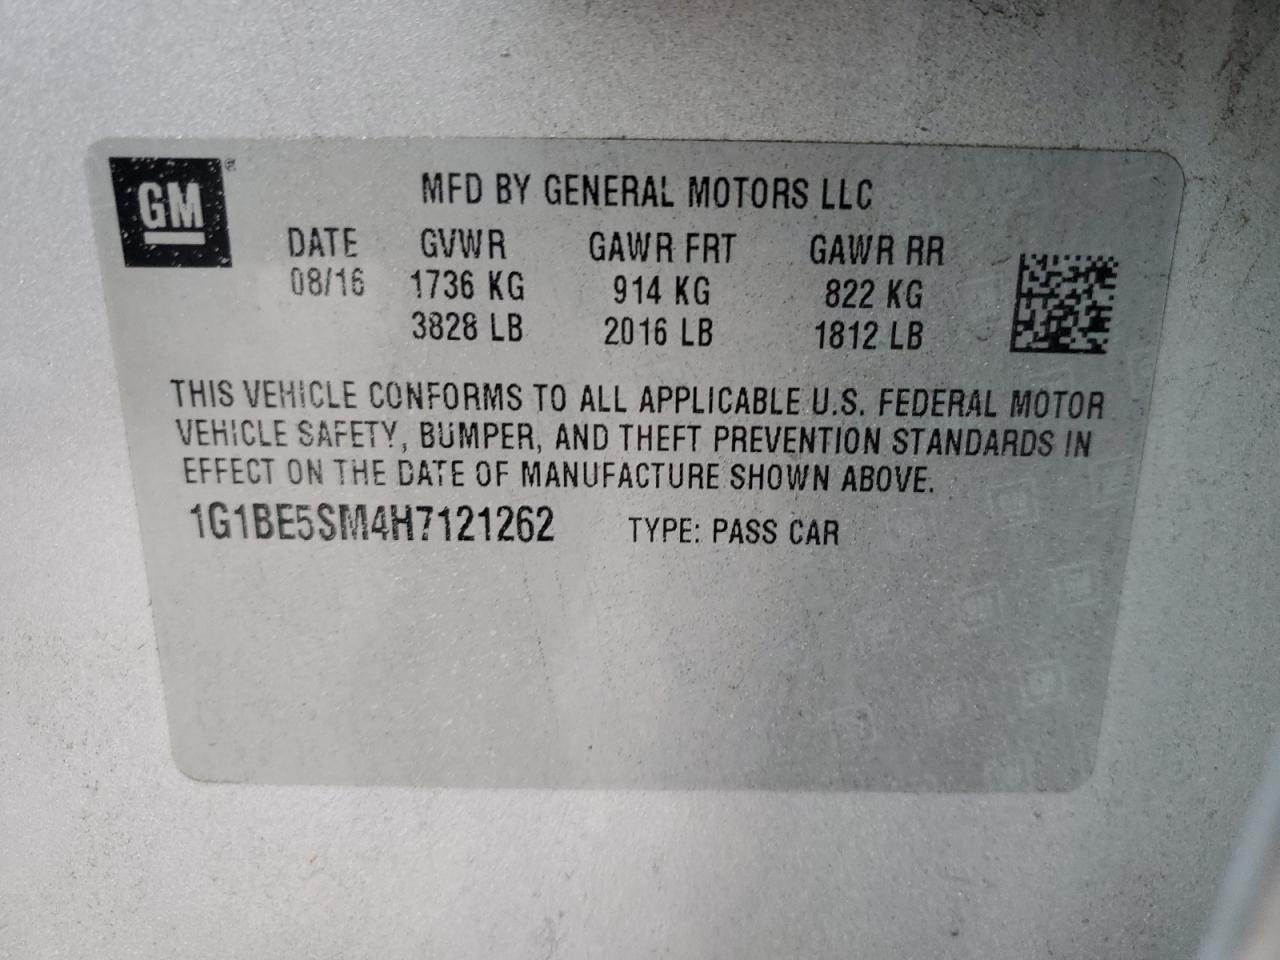 GM®
MFD BY GENERAL MOTORS LLC
DATE GVWR GAWR FRT GAWR RR
08/16 1736 KG 914 KG 822 KG
3828 LB 2016 LB 1812 LB
THIS VEHICLE CONFORMS TO ALL APPLICABLE U.S. FEDERAL MOTOR
VEHICLE SAFETY, BUMPER, AND THEFT PREVENTION STANDARDS IN
EFFECT ON THE DATE OF MANUFACTURE SHOWN ABOVE.
1G1BE5SM4H7121262 TYPE: PASS CAR